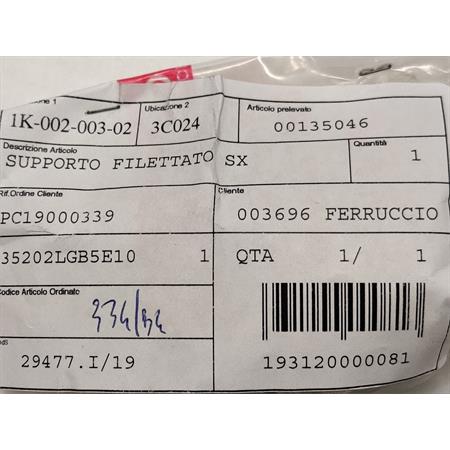 Ubicazione 2
Articolo prelevato
1K-002-003-02
3C024
00135046
Descrizione Articolo
Quantità
SUPPORTO FILETTATO SX
1
Rif.Ordine Cliente
Cliente
PC19000339
003696 FERRUCCIO
35202LGB5E10 1
QTA 1/ 1
Codice Articolo Ordinato
29477.I/19
193120000081